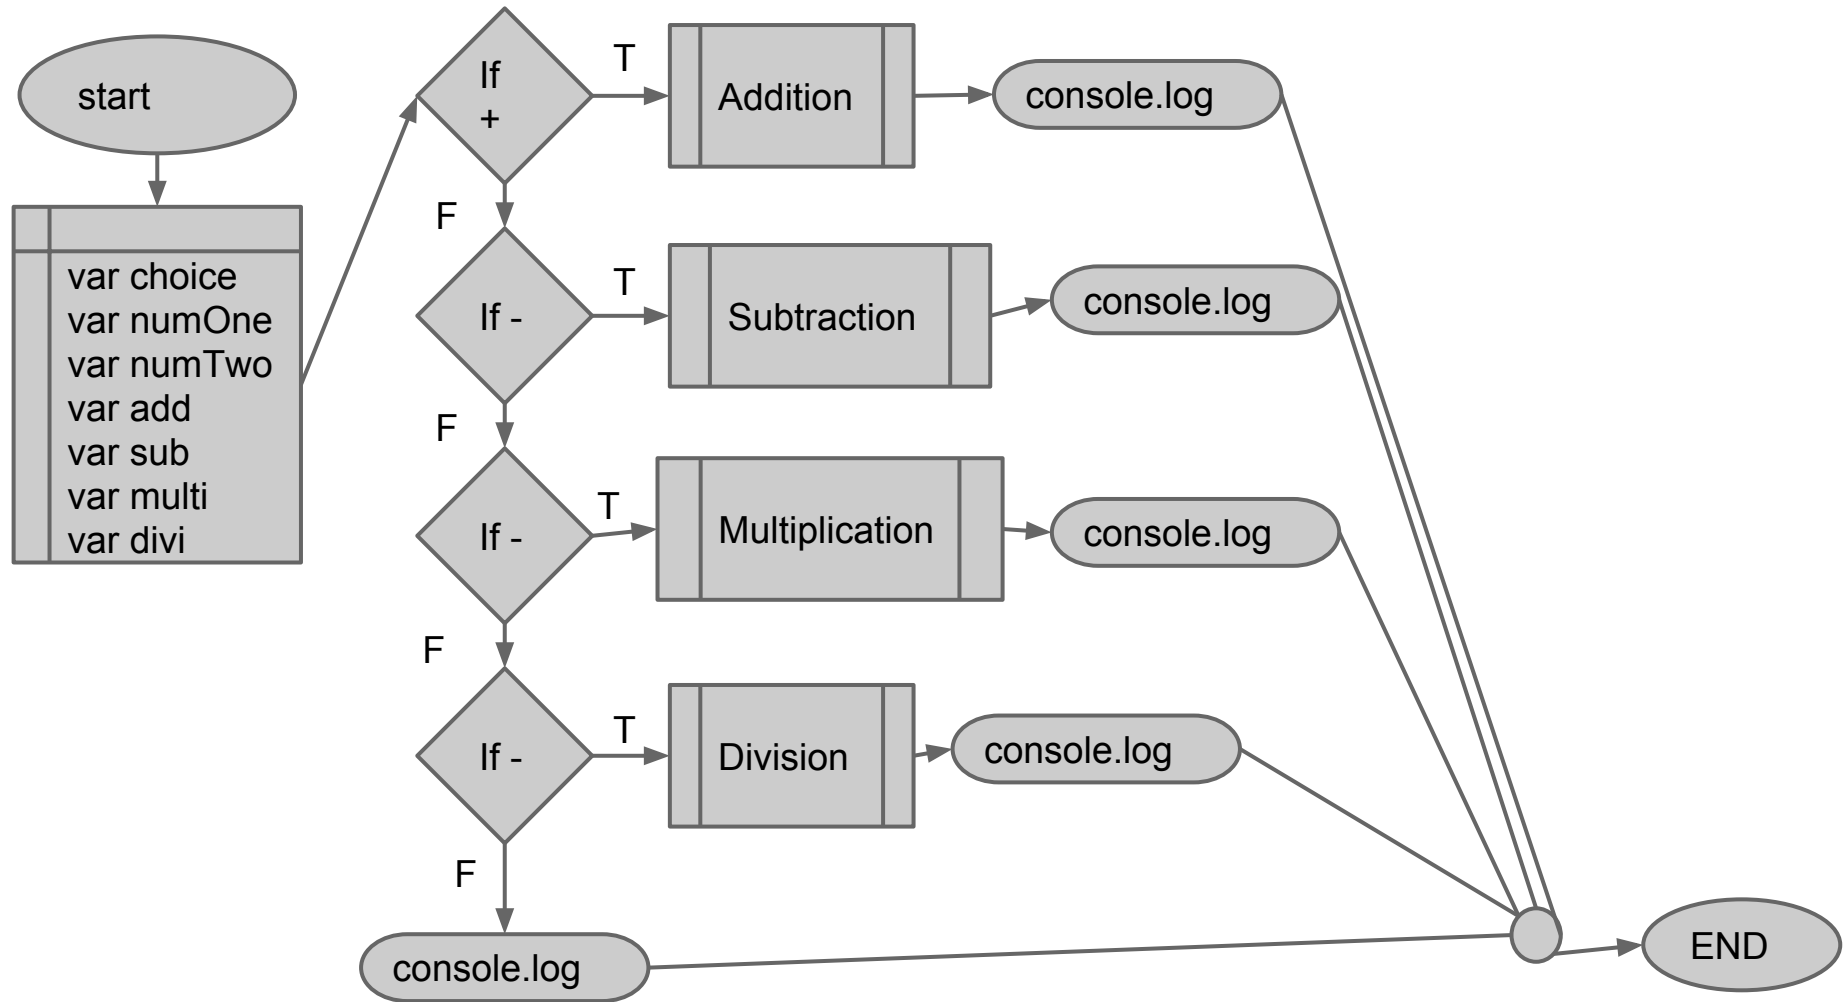 start
var choice
var numOne
var numTwo
var add
var sub
var multi
var divi
If
+
T
Addition
console.log
F
If -
T
Subtraction
console.log
F
If -
T
Multiplication
console.log
F
If -
T
Division
console.log
F
console.log
END